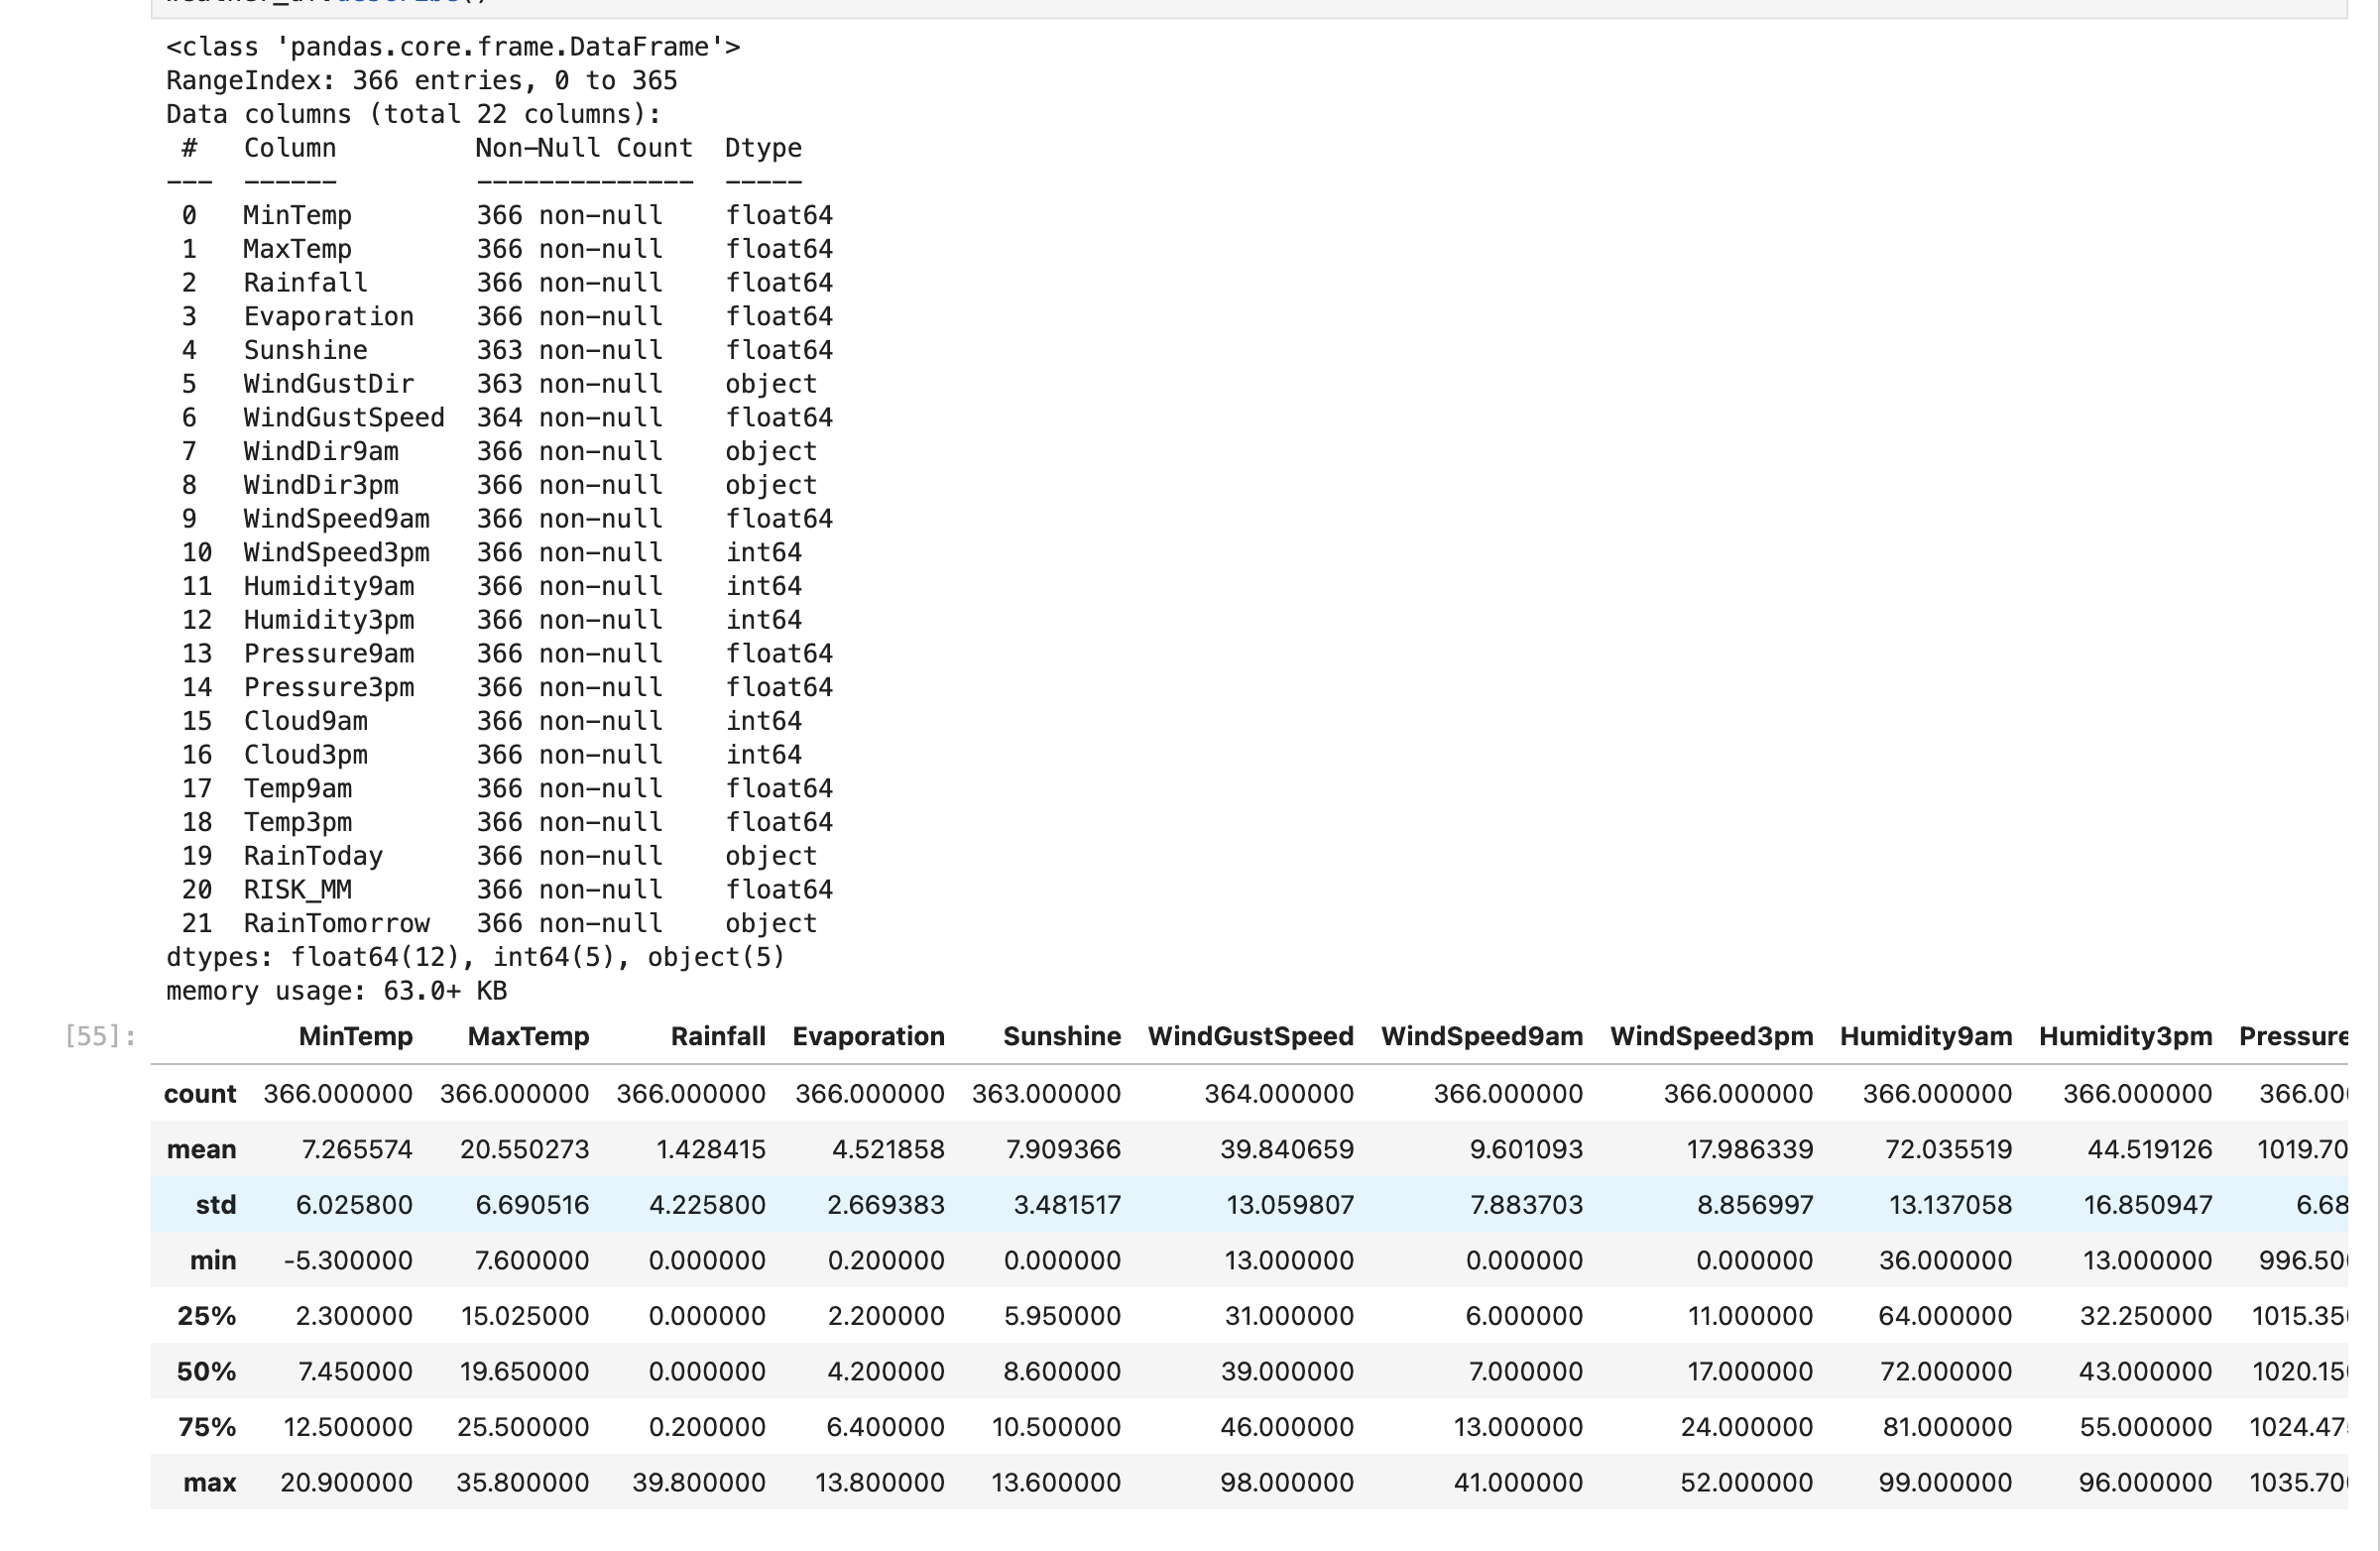 <class 'pandas.core.frame.DataFrame'>
RangeIndex: 366 entries, 0 to 365
Data columns (total 22 columns):
 #   Column         Non-Null Count  Dtype
---  ------         --------------  -----
 0   MinTemp        366 non-null    float64
 1   MaxTemp        366 non-null    float64
 2   Rainfall       366 non-null    float64
 3   Evaporation    366 non-null    float64
 4   Sunshine       363 non-null    float64
 5   WindGustDir    363 non-null    object
 6   WindGustSpeed  364 non-null    float64
 7   WindDir9am     366 non-null    object
 8   WindDir3pm     366 non-null    object
 9   WindSpeed9am   366 non-null    float64
 10  WindSpeed3pm   366 non-null    int64
 11  Humidity9am    366 non-null    int64
 12  Humidity3pm    366 non-null    int64
 13  Pressure9am    366 non-null    float64
 14  Pressure3pm    366 non-null    float64
 15  Cloud9am       366 non-null    int64
 16  Cloud3pm       366 non-null    int64
 17  Temp9am        366 non-null    float64
 18  Temp3pm        366 non-null    float64
 19  RainToday      366 non-null    object
 20  RISK_MM        366 non-null    float64
 21  RainTomorrow   366 non-null    object
dtypes: float64(12), int64(5), object(5)
memory usage: 63.0+ KB
[55]: MinTemp MaxTemp Rainfall Evaporation Sunshine WindGustSpeed WindSpeed9am WindSpeed3pm Humidity9am Humidity3pm Pressure
count 366.000000 366.000000 366.000000 366.000000 363.000000 364.000000 366.000000 366.000000 366.000000 366.000000 366.00
mean 7.265574 20.550273 1.428415 4.521858 7.909366 39.840659 9.601093 17.986339 72.035519 44.519126 1019.70
std 6.025800 6.690516 4.225800 2.669383 3.481517 13.059807 7.883703 8.856997 13.137058 16.850947 6.68
min -5.300000 7.600000 0.000000 0.200000 0.000000 13.000000 0.000000 0.000000 36.000000 13.000000 996.50
25% 2.300000 15.025000 0.000000 2.200000 5.950000 31.000000 6.000000 11.000000 64.000000 32.250000 1015.35
50% 7.450000 19.650000 0.000000 4.200000 8.600000 39.000000 7.000000 17.000000 72.000000 43.000000 1020.15
75% 12.500000 25.500000 0.200000 6.400000 10.500000 46.000000 13.000000 24.000000 81.000000 55.000000 1024.47
max 20.900000 35.800000 39.800000 13.800000 13.600000 98.000000 41.000000 52.000000 99.000000 96.000000 1035.70